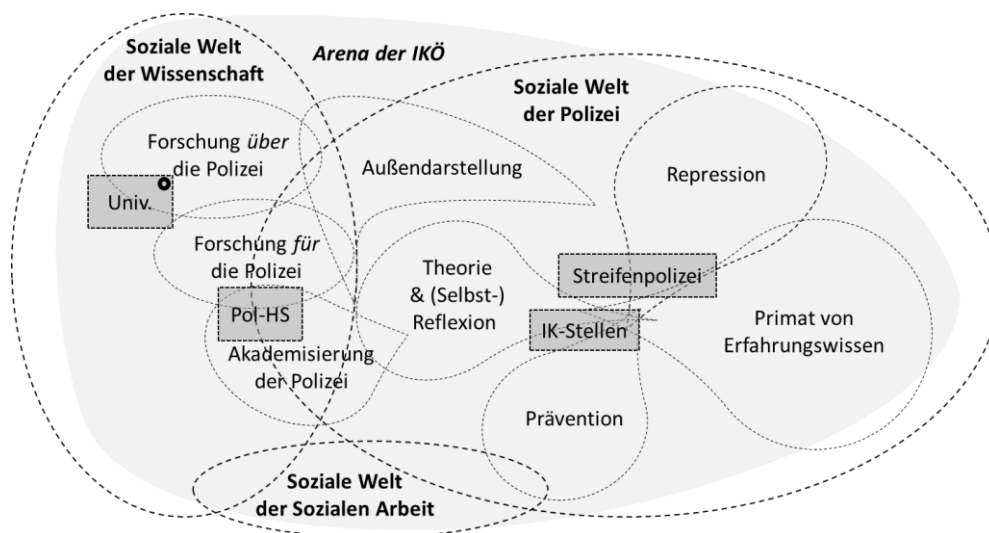 Soziale Welt
der Wissenschaft
Arena der IKÖ
Soziale Welt
der Polizei
Forschung über
die Polizei
Außendarstellung
Repression
Univ.
Forschung für
die Polizei
Theorie
& (Selbst-)
Reflexion
Streifenpolizei
Pol-HS
IK-Stellen
Primat von
Erfahrungswissen
Akademisierung
der Polizei
Prävention
Soziale Welt
der Sozialen Arbeit